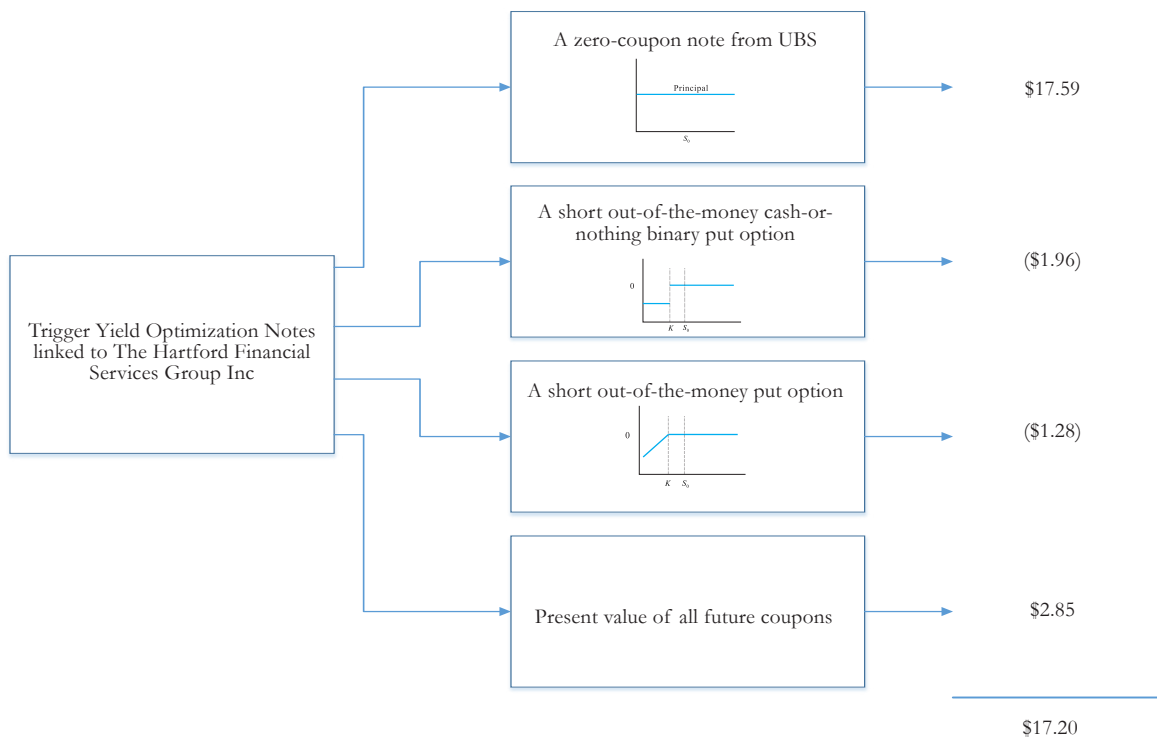 A zero-coupon note from UBS
Principal
S₀
$17.59
A short out-of-the-money cash-or-
nothing binary put option
0
K
S₀
($1.96)
Trigger Yield Optimization Notes
linked to The Hartford Financial
Services Group Inc
A short out-of-the-money put option
0
K
S₀
($1.28)
Present value of all future coupons
$2.85
$17.20